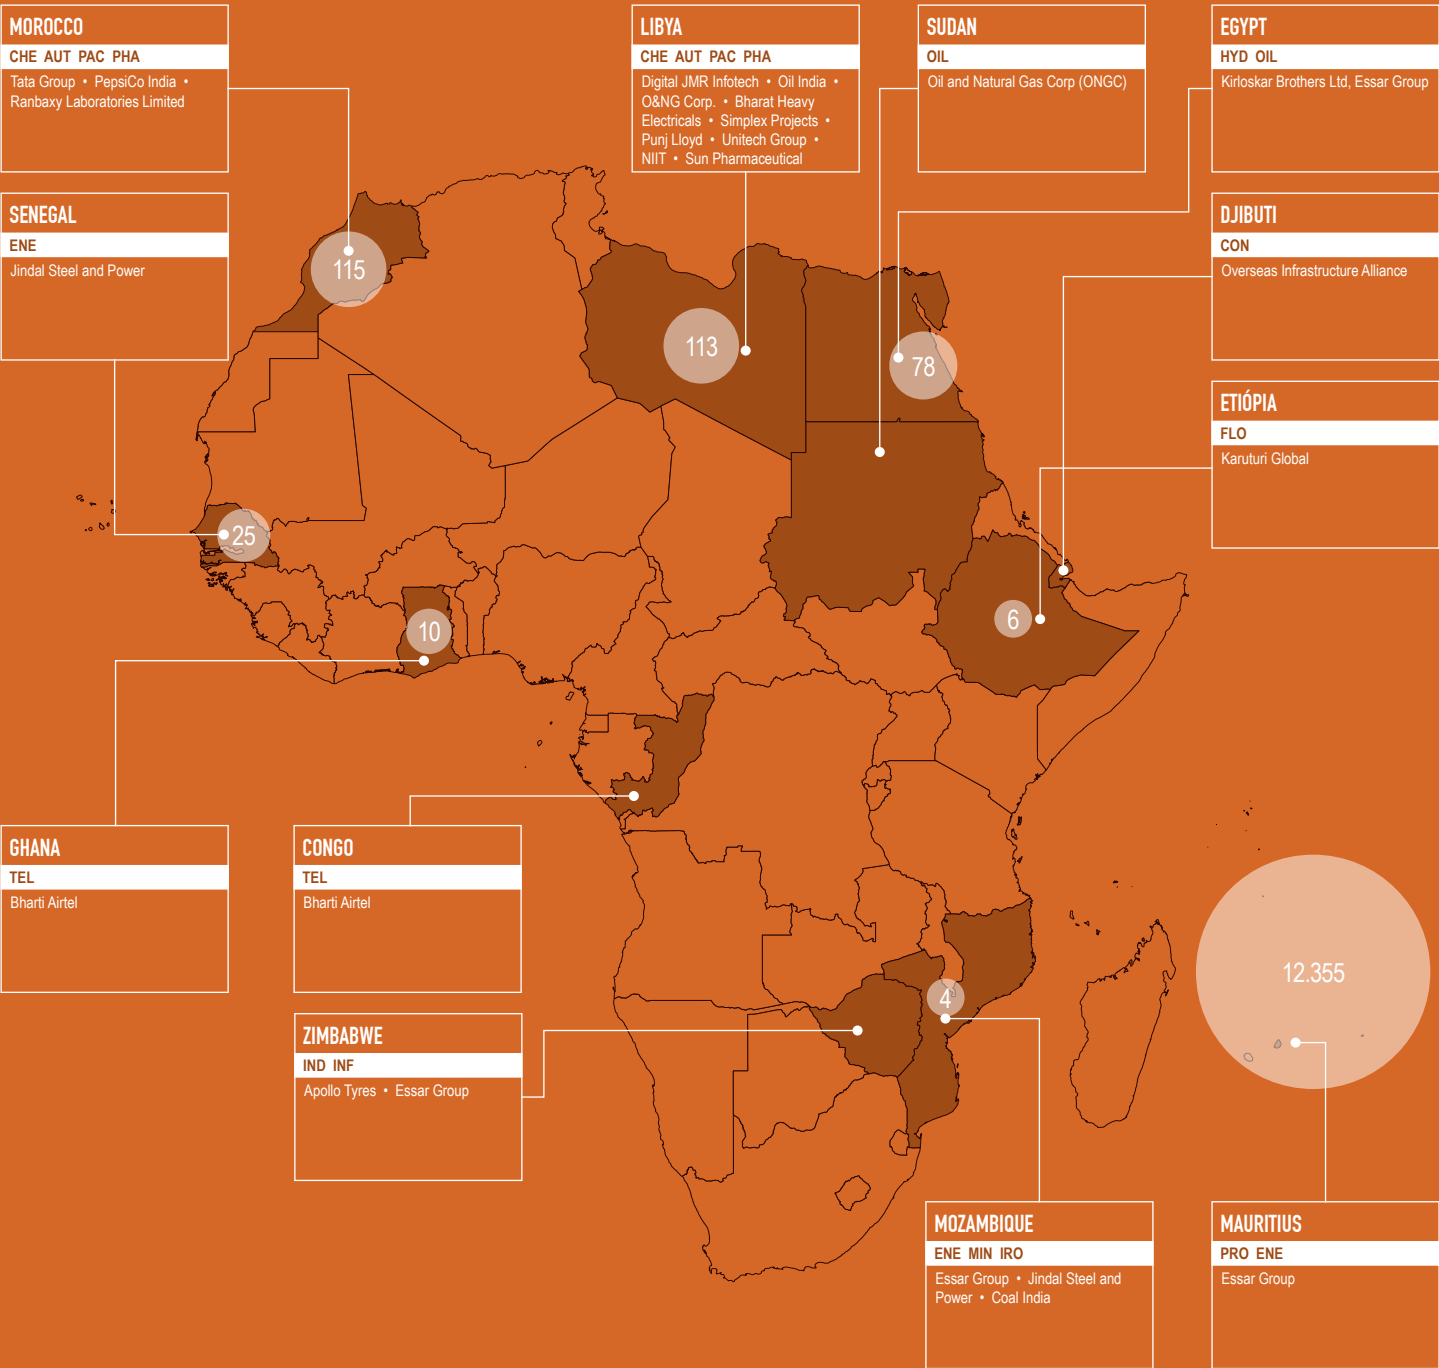 MOROCCO
CHE AUT PAC PHA
Tata Group • PepsiCo India •
Ranbaxy Laboratories Limited
LIBYA
CHE AUT PAC PHA
Digital JMR Infotech • Oil India •
O&NG Corp. • Bharat Heavy
Electricals • Simplex Projects •
Punj Lloyd • Unitech Group •
NIIT • Sun Pharmaceutical
SUDAN
OIL
Oil and Natural Gas Corp (ONGC)
EGYPT
HYD OIL
Kirloskar Brothers Ltd, Essar Group
SENEGAL
ENE
Jindal Steel and Power
DJIBUTI
CON
Overseas Infrastructure Alliance
ETIÓPIA
FLO
Karuturi Global
115
113
78
25
10
6
GHANA
TEL
Bharti Airtel
CONGO
TEL
Bharti Airtel
12.355
4
ZIMBABWE
IND INF
Apollo Tyres • Essar Group
MOZAMBIQUE
ENE MIN IRO
Essar Group • Jindal Steel and
Power • Coal India
MAURITIUS
PRO ENE
Essar Group